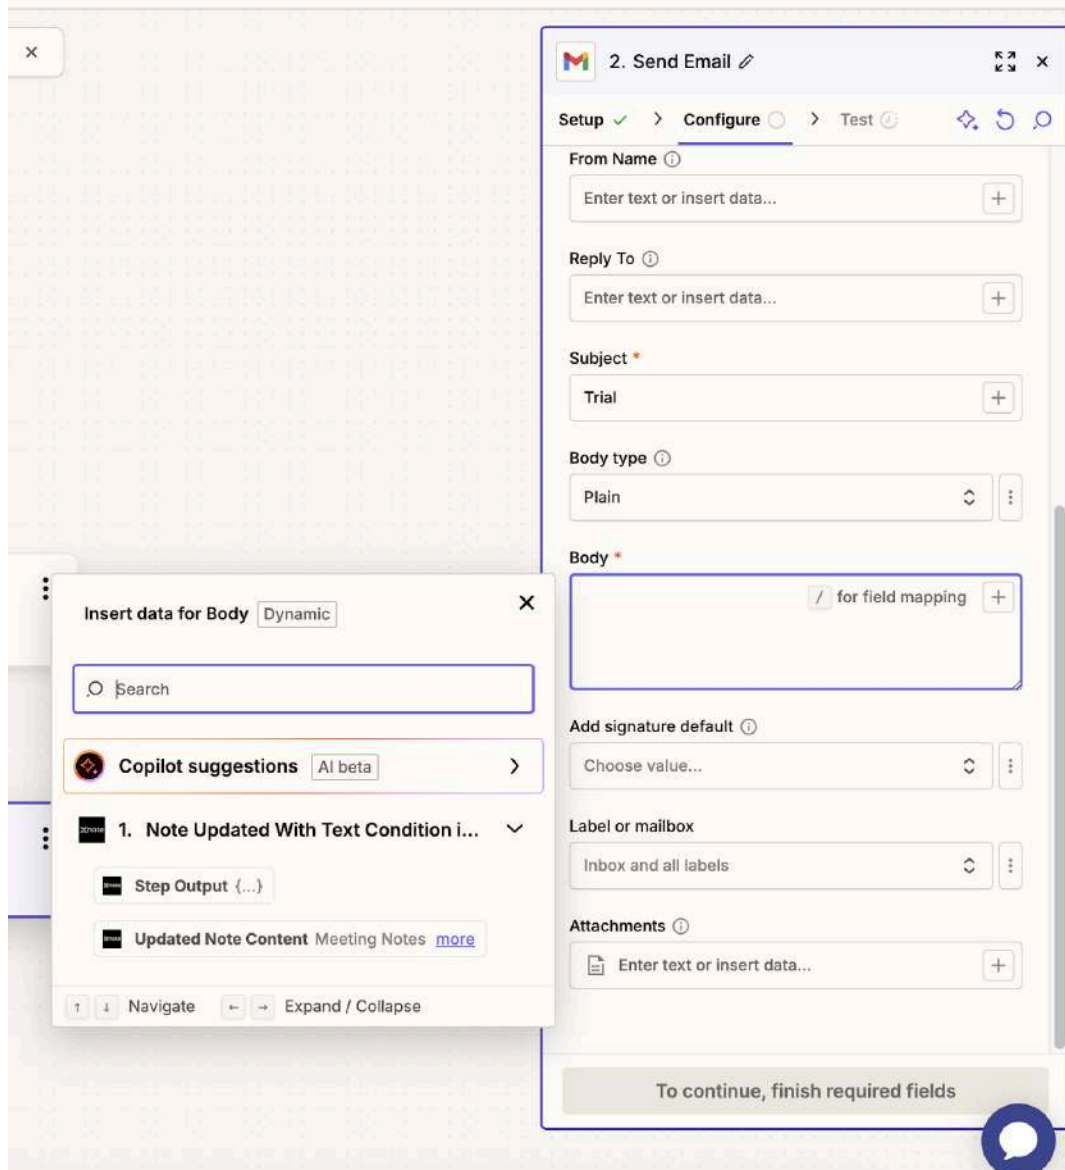 2. Send Email
Setup
Configure
Test
From Name
Enter text or insert data...
Reply To
Enter text or insert data...
Subject *
Trial
Body type
Plain
Body *
/ for field mapping
Insert data for Body Dynamic
Search
Copilot suggestions AI beta
1. Note Updated With Text Condition i...
Step Output {...}
Updated Note Content Meeting Notes more
↑ ↓ Navigate ← → Expand / Collapse
Add signature default
Choose value...
Label or mailbox
Inbox and all labels
Attachments
Enter text or insert data...
To continue, finish required fields